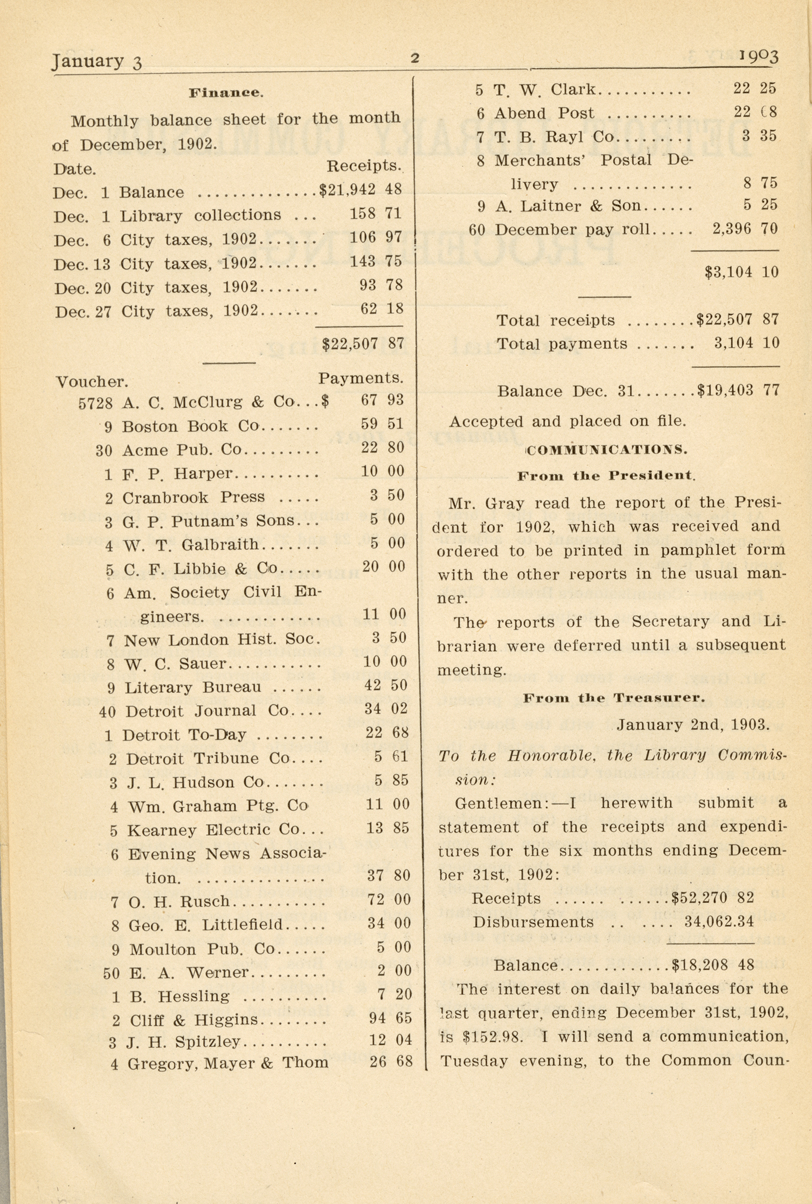 January 3 2 1903
Finance.
Monthly balance sheet for the month
of December, 1902.
Date. Receipts.
Dec. 1 Balance ..............$21,942 48
Dec. 1 Library collections ... 158 71
Dec. 6 City taxes, 1902....... 106 97
Dec. 13 City taxes, 1902....... 143 75
Dec. 20 City taxes, 1902....... 93 78
Dec. 27 City taxes, 1902....... 62 18
$22,507 87
Voucher. Payments.
5728 A. C. McClurg & Co...$ 67 93
9 Boston Book Co....... 59 51
30 Acme Pub. Co......... 22 80
1 F. P. Harper.......... 10 00
2 Cranbrook Press ..... 3 50
3 G. P. Putnam's Sons... 5 00
4 W. T. Galbraith....... 5 00
5 C. F. Libbie & Co..... 20 00
6 Am. Society Civil En-
gineers. ............ 11 00
7 New London Hist. Soc. 3 50
8 W. C. Sauer........... 10 00
9 Literary Bureau ...... 42 50
40 Detroit Journal Co.... 34 02
1 Detroit To-Day ........ 22 68
2 Detroit Tribune Co.... 5 61
3 J. L. Hudson Co....... 5 85
4 Wm. Graham Ptg. Co 11 00
5 Kearney Electric Co... 13 85
6 Evening News Associa-
tion. .............. 37 80
7 O. H. Rusch........... 72 00
8 Geo. E. Littlefield..... 34 00
9 Moulton Pub. Co...... 5 00
50 E. A. Werner......... 2 00
1 B. Hessling .......... 7 20
2 Cliff & Higgins........ 94 65
3 J. H. Spitzley.......... 12 04
4 Gregory, Mayer & Thom 26 68
5 T. W. Clark........... 22 25
6 Abend Post .......... 22 (8
7 T. B. Rayl Co......... 3 35
8 Merchants' Postal De-
livery .............. 8 75
9 A. Laitner & Son...... 5 25
60 December pay roll..... 2,396 70
$3,104 10
Total receipts ........$22,507 87
Total payments ....... 3,104 10
Balance Dec. 31.......$19,403 77
Accepted and placed on file.
COMMUNICATIONS.
From the President.
Mr. Gray read the report of the Presi-
dent for 1902, which was received and
ordered to be printed in pamphlet form
with the other reports in the usual man-
ner.
The reports of the Secretary and Li-
brarian were deferred until a subsequent
meeting.
From the Treasurer.
January 2nd, 1903.
To the Honorable, the Library Commis-
sion:
Gentlemen:—I herewith submit a
statement of the receipts and expendi-
tures for the six months ending Decem-
ber 31st, 1902:
Receipts ...... ......$52,270 82
Disbursements .. .... 34,062.34
Balance.............$18,208 48
The interest on daily balances for the
last quarter, ending December 31st, 1902,
is $152.98. I will send a communication,
Tuesday evening, to the Common Coun-